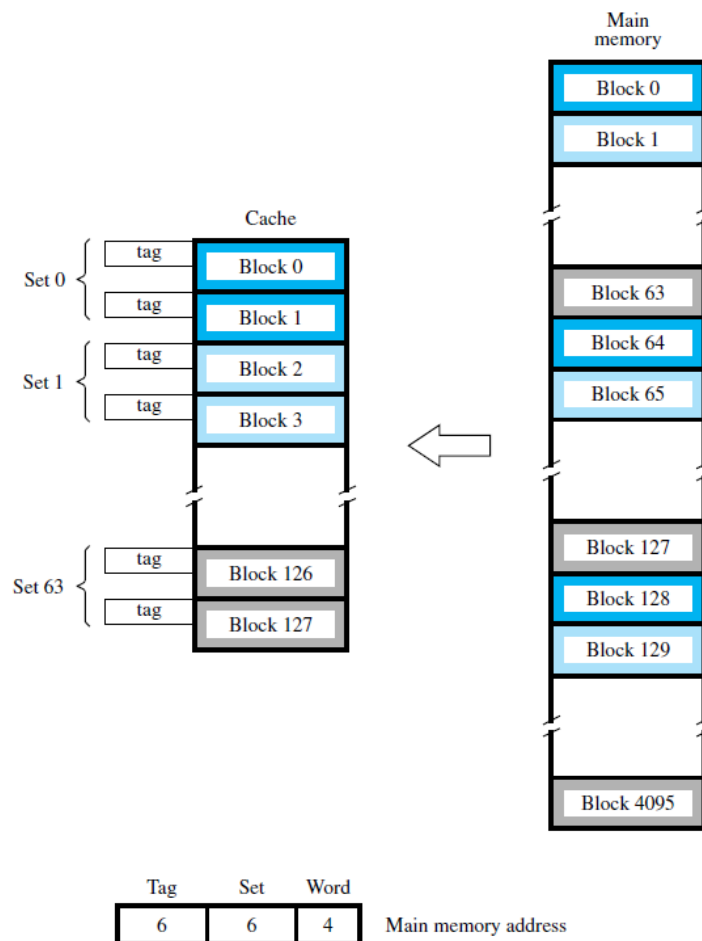 Main
memory
Block 0
Block 1
Cache
tag
Block 0
Set 0
Block 63
tag
Block 1
Block 64
tag
Block 2
Set 1
Block 65
tag
Block 3
Block 127
tag
Block 126
Set 63
Block 128
tag
Block 127
Block 129
Block 4095
Tag Set Word
6 6 4 Main memory address